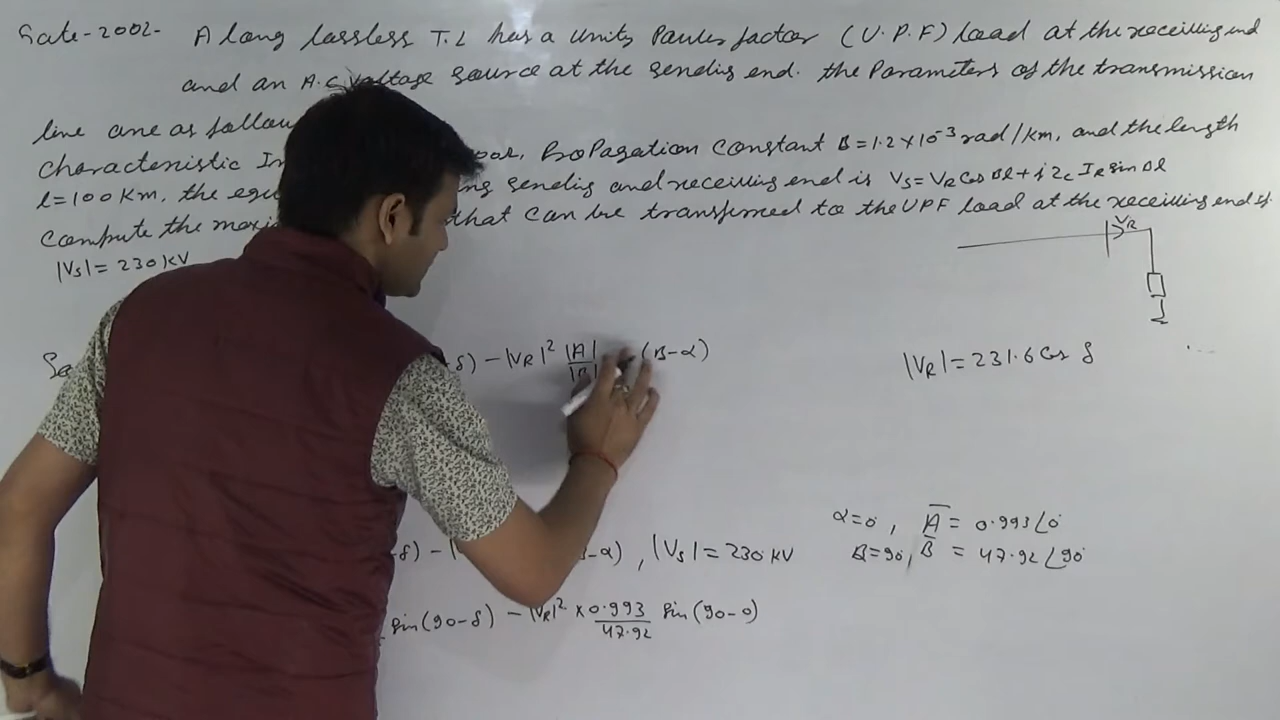 Gate-2002- A long lossless T.L has a unity Power factor (U.P.F) load at the receiving end
and an A.C voltage source at the sending end. the Parameters of the transmission
line are as follow
characteristic Propagation constant B=1.2×10⁻³ rad/km, and the length
l=100 km, the sending and receiving end is Vs=VR Cos Bl+j Zc IR sin Bl
compute the that can be transferred to the UPF load at the receiving end if
|Vs|=230 kV
VR
-δ) - |VR|² |A|/|B| (B-α)
|VR|=231.6 Cos δ
α=0, A = 0.993∠0
-δ) - -α), |Vs|=230 kV B=90, B = 47.92∠90
sin(90-δ) - |VR|² × 0.993/47.92 sin(90-0)